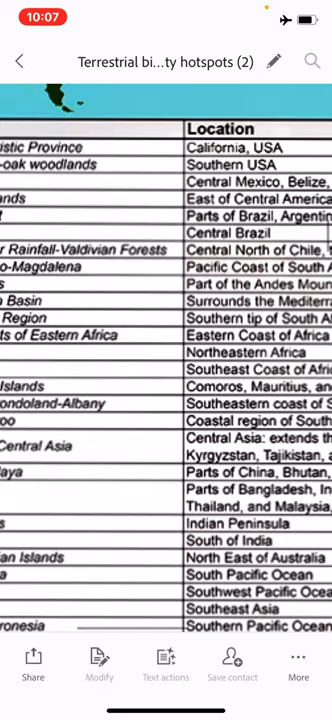 10:07
Terrestrial bi...ty hotspots (2)
Location
istic Province California, USA
-oak woodlands Southern USA
Central Mexico, Belize,
ands East of Central America
Parts of Brazil, Argentin
Central Brazil
r Rainfall-Valdivian Forests Central North of Chile,
o-Magdalena Pacific Coast of South A
s Part of the Andes Moun
n Basin Surrounds the Mediterr
Region Southern tip of South A
ts of Eastern Africa Eastern Coast of Africa
Northeastern Africa
Southeast Coast of Afri
Islands Comoros, Mauritius, an
ondoland-Albany Southeastern coast of S
oo Coastal region of South
Central Asia Central Asia: extends th
Kyrgyzstan, Tajikistan, a
laya Parts of China, Bhutan,
Parts of Bangladesh, In
Thailand, and Malaysia,
s Indian Peninsula
South of India
an Islands North East of Australia
a South Pacific Ocean
Southwest Pacific Ocea
Southeast Asia
ronesia Southern Pacific Ocean
Share Modify Text actions Save contact More